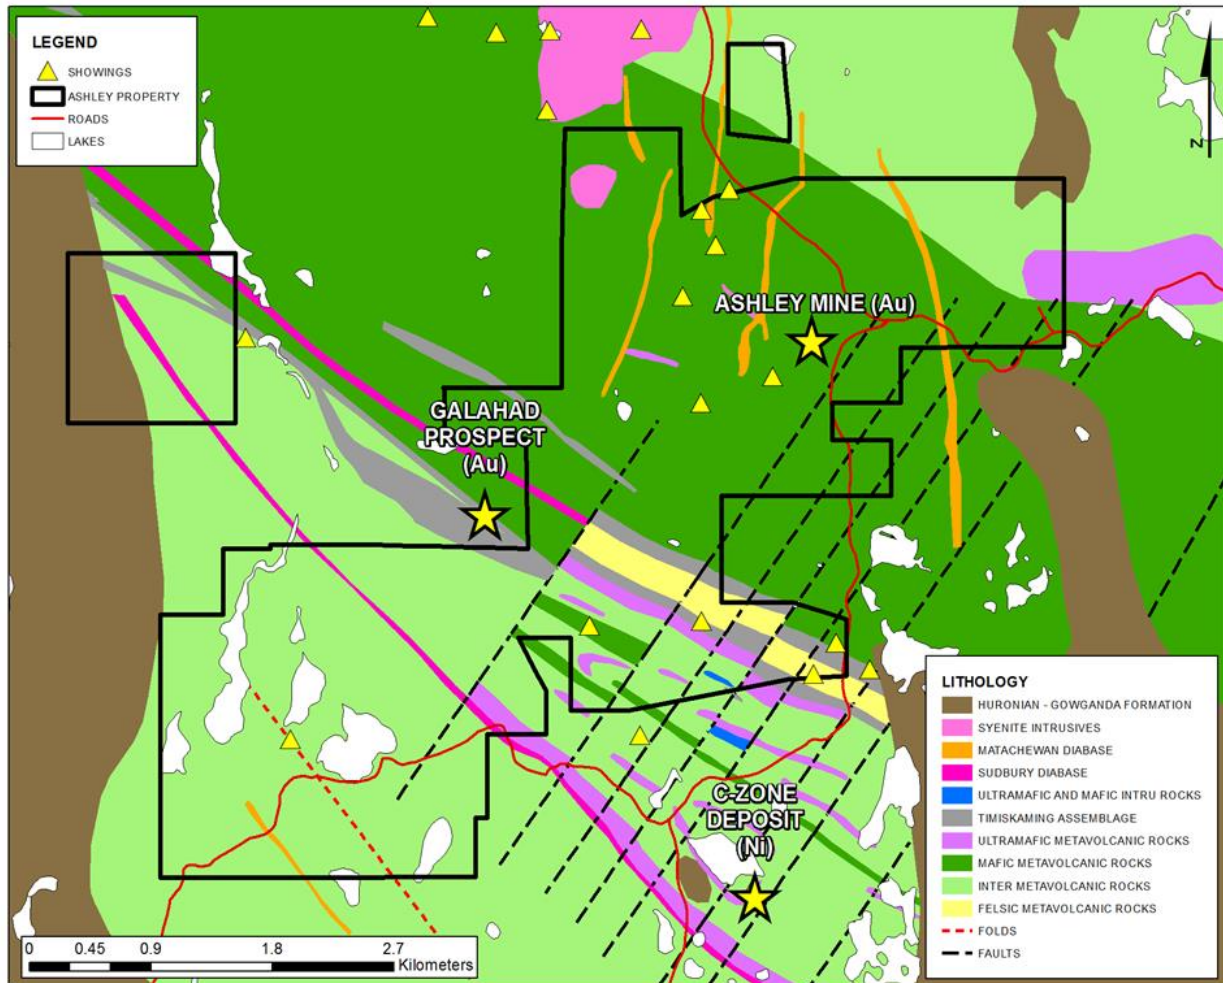 LEGEND
SHOWINGS
ASHLEY PROPERTY
ROADS
LAKES
N
ASHLEY MINE (Au)
GALAHAD
PROSPECT
(Au)
C-ZONE
DEPOSIT
(Ni)
LITHOLOGY
HURONIAN - GOWGANDA FORMATION
SYENITE INTRUSIVES
MATACHEWAN DIABASE
SUDBURY DIABASE
ULTRAMAFIC AND MAFIC INTRU ROCKS
TIMISKAMING ASSEMBLAGE
ULTRAMAFIC METAVOLCANIC ROCKS
MAFIC METAVOLCANIC ROCKS
INTER METAVOLCANIC ROCKS
FELSIC METAVOLCANIC ROCKS
FOLDS
FAULTS
0 0.45 0.9 1.8 2.7
Kilometers